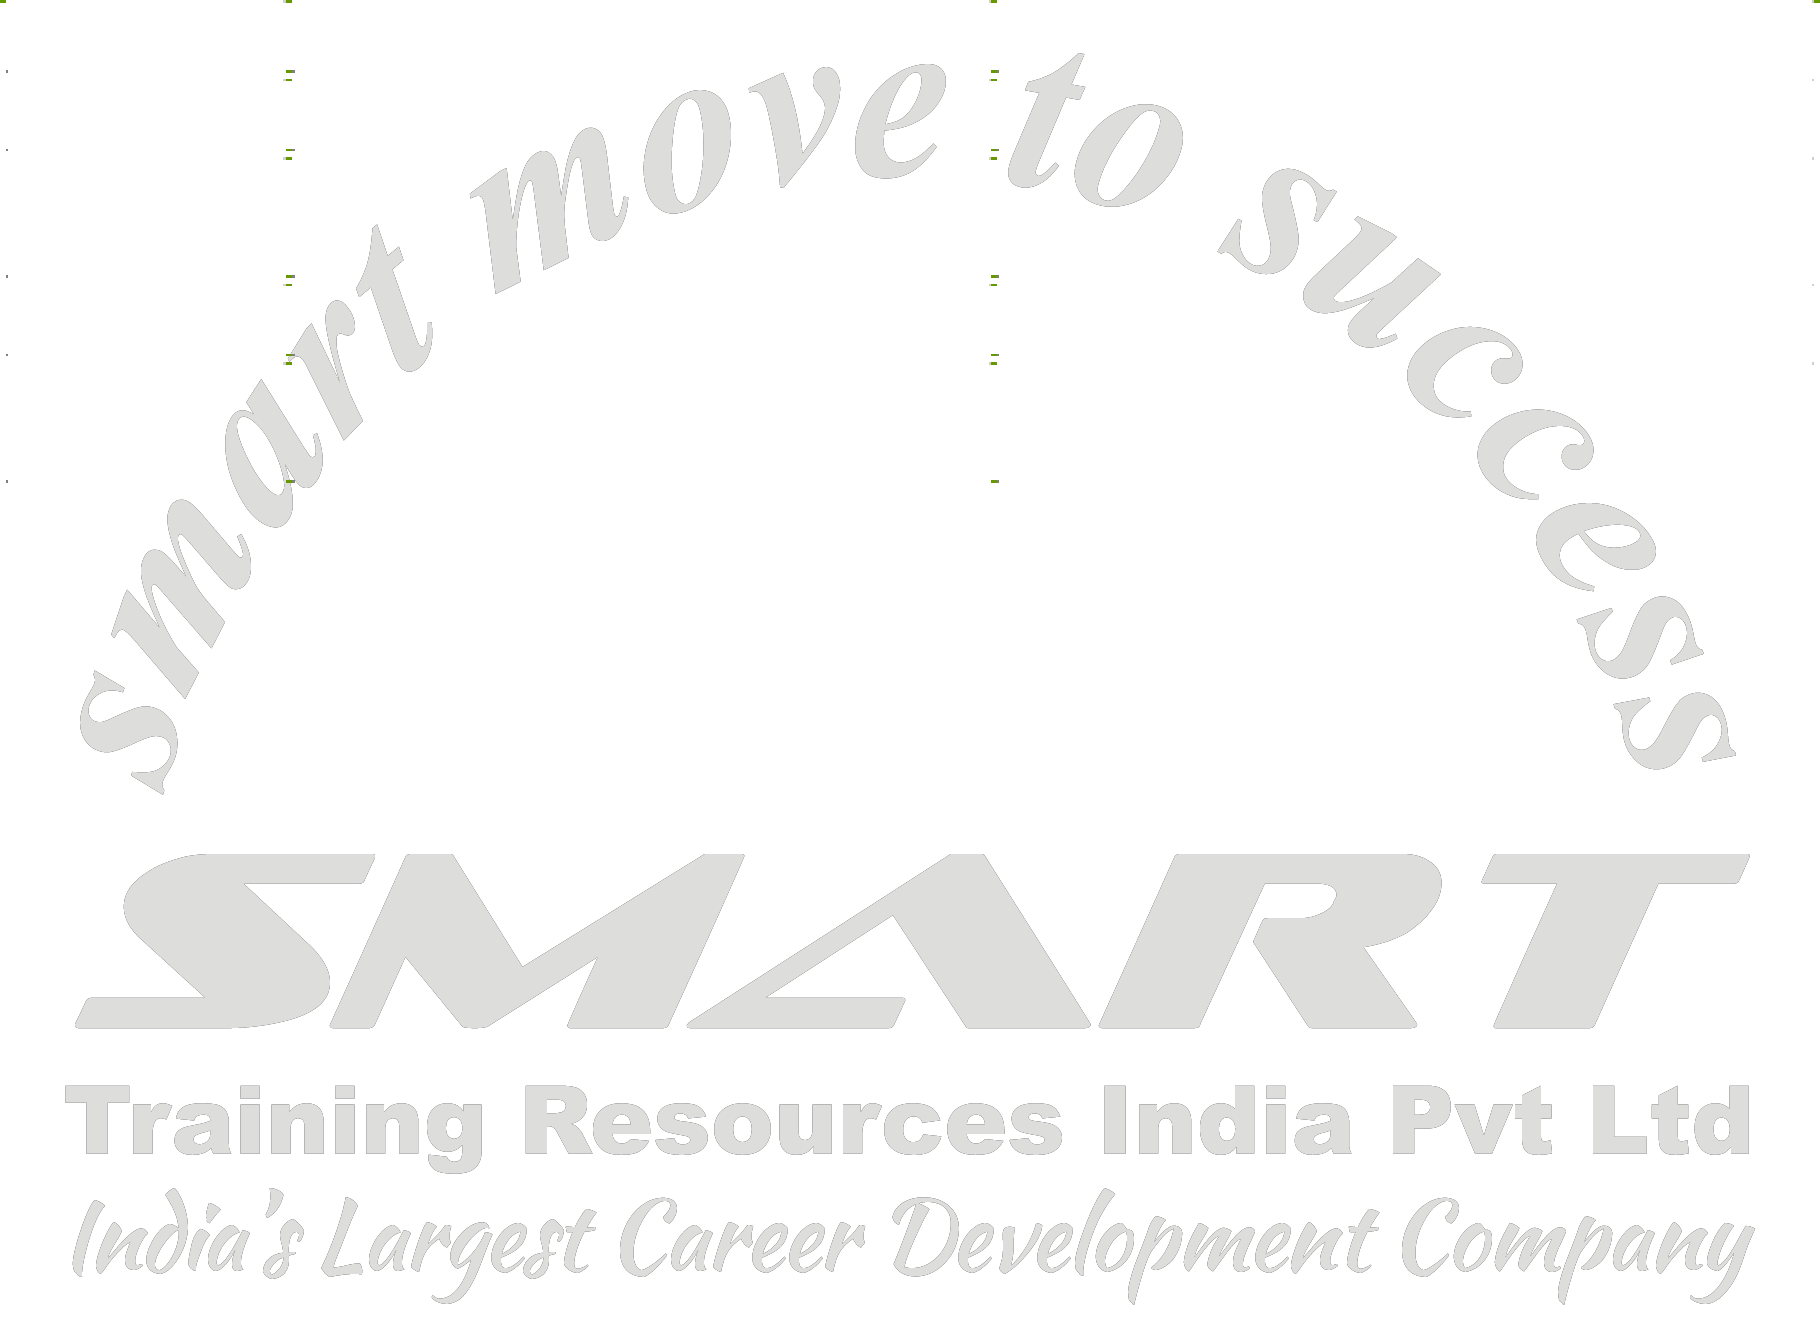 smart move to success
SMART
Training Resources India Pvt Ltd
India's Largest Career Development Company